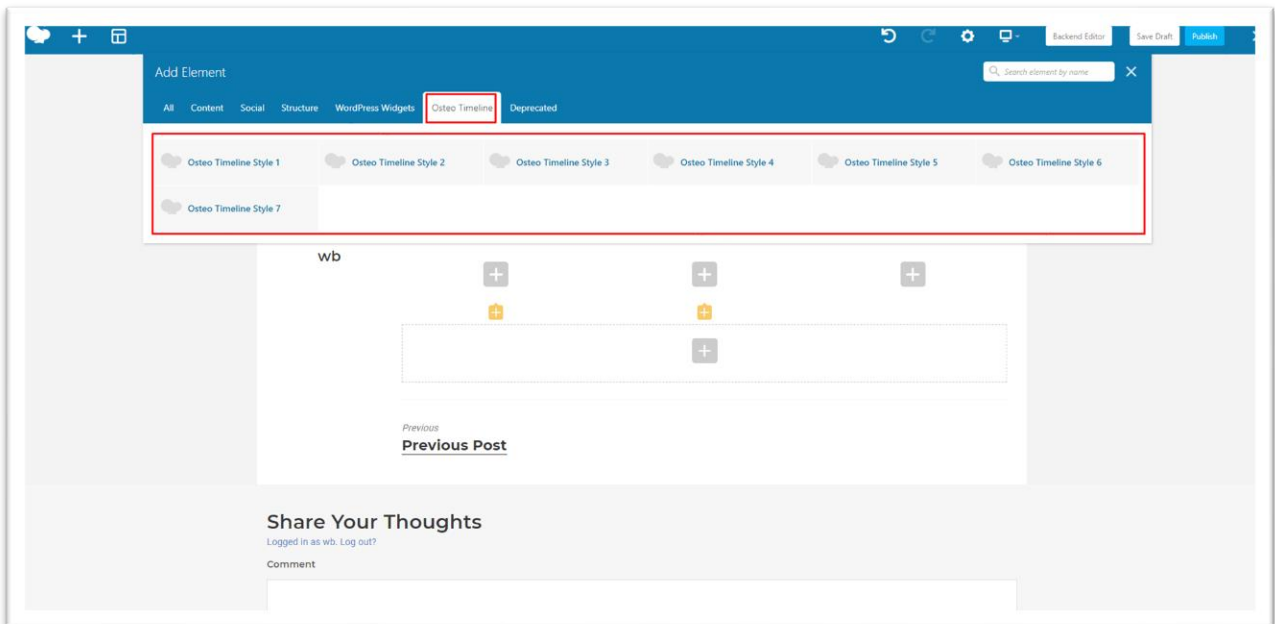 Backend Editor Save Draft Publish
Add Element
Search element by name
All Content Social Structure WordPress Widgets Osteo Timeline Deprecated
Osteo Timeline Style 1 Osteo Timeline Style 2 Osteo Timeline Style 3 Osteo Timeline Style 4 Osteo Timeline Style 5 Osteo Timeline Style 6
Osteo Timeline Style 7
wb
Previous
Previous Post
Share Your Thoughts
Logged in as wb. Log out?
Comment